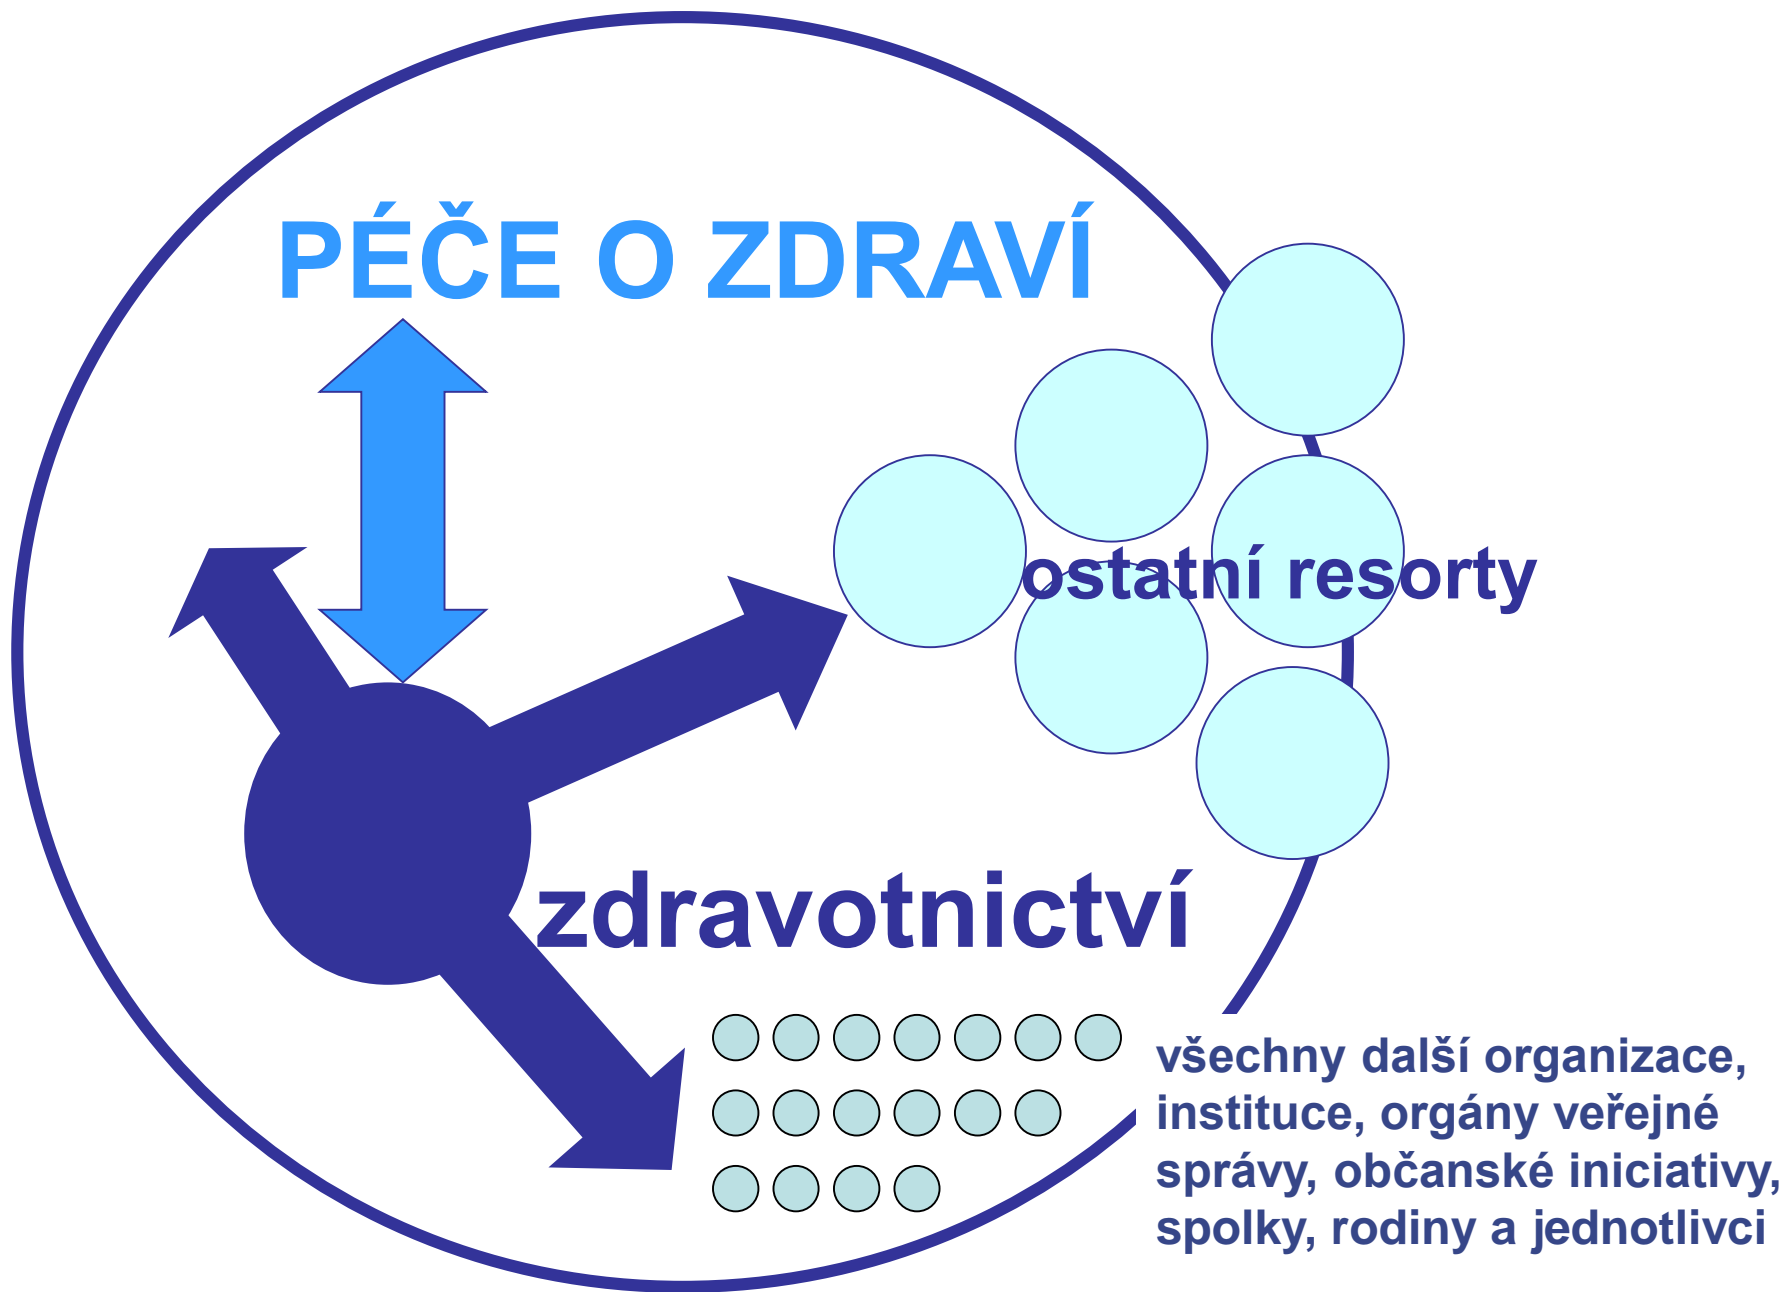 PÉČE O ZDRAVÍ
ostatní resorty
zdravotnictví
všechny další organizace,
instituce, orgány veřejné
správy, občanské iniciativy,
spolky, rodiny a jednotlivci